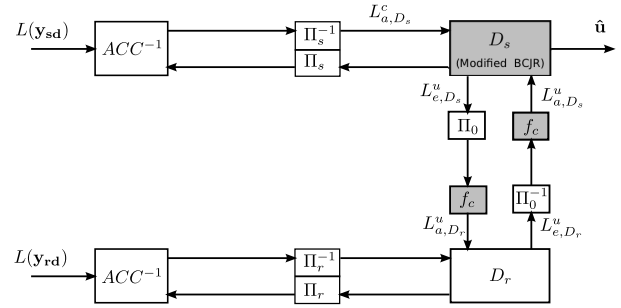 L(y_sd)
ACC⁻¹
Π_s⁻¹
Π_s
L^c_{a,D_s}
D_s
(Modified BCJR)
û
L^u_{e,D_s}
L^u_{a,D_s}
Π_0
f_c
f_c
Π_0⁻¹
L^u_{a,D_r}
L^u_{e,D_r}
L(y_rd)
ACC⁻¹
Π_r⁻¹
Π_r
D_r